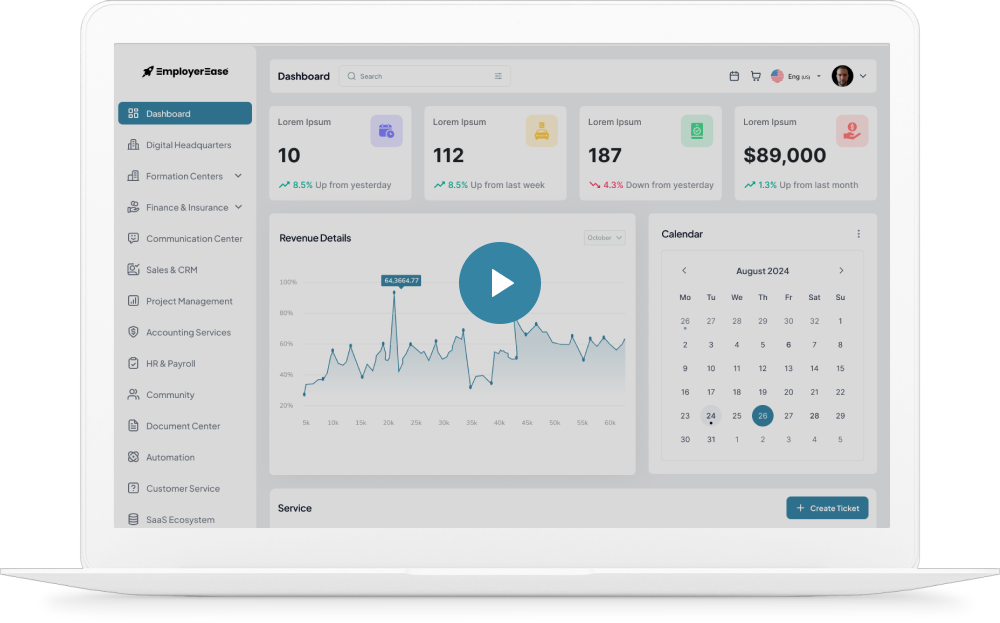 EmployerEase
Dashboard
Digital Headquarters
Formation Centers
Finance & Insurance
Communication Center
Sales & CRM
Project Management
Accounting Services
HR & Payroll
Community
Document Center
Automation
Customer Service
SaaS Ecosystem
Dashboard
Search
Eng (US)
Lorem Ipsum
10
8.5% Up from yesterday
Lorem Ipsum
112
8.5% Up from last week
Lorem Ipsum
187
4.3% Down from yesterday
Lorem Ipsum
$89,000
1.3% Up from last month
Revenue Details
October
100%
80%
60%
40%
20%
64,3664.77
5k 10k 15k 20k 25k 30k 35k 40k 45k 50k 55k 60k
Calendar
August 2024
Mo Tu We Th Fri Sat Su
26 27 28 29 30 32 1
2 3 4 5 6 7 8
9 10 11 12 13 14 15
16 17 18 19 20 21 22
23 24 25 26 27 28 29
30 31 1 2 3 4 5
Service
+ Create Ticket